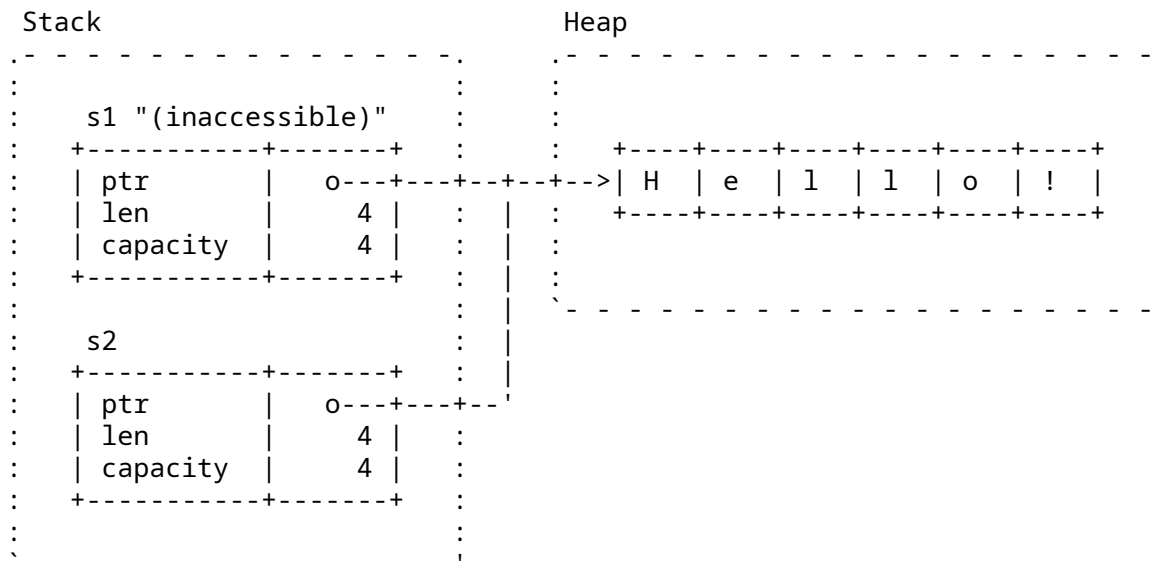 Stack Heap
s1 "(inaccessible)"
ptr o H e l l o !
len 4
capacity 4
s2
ptr o
len 4
capacity 4